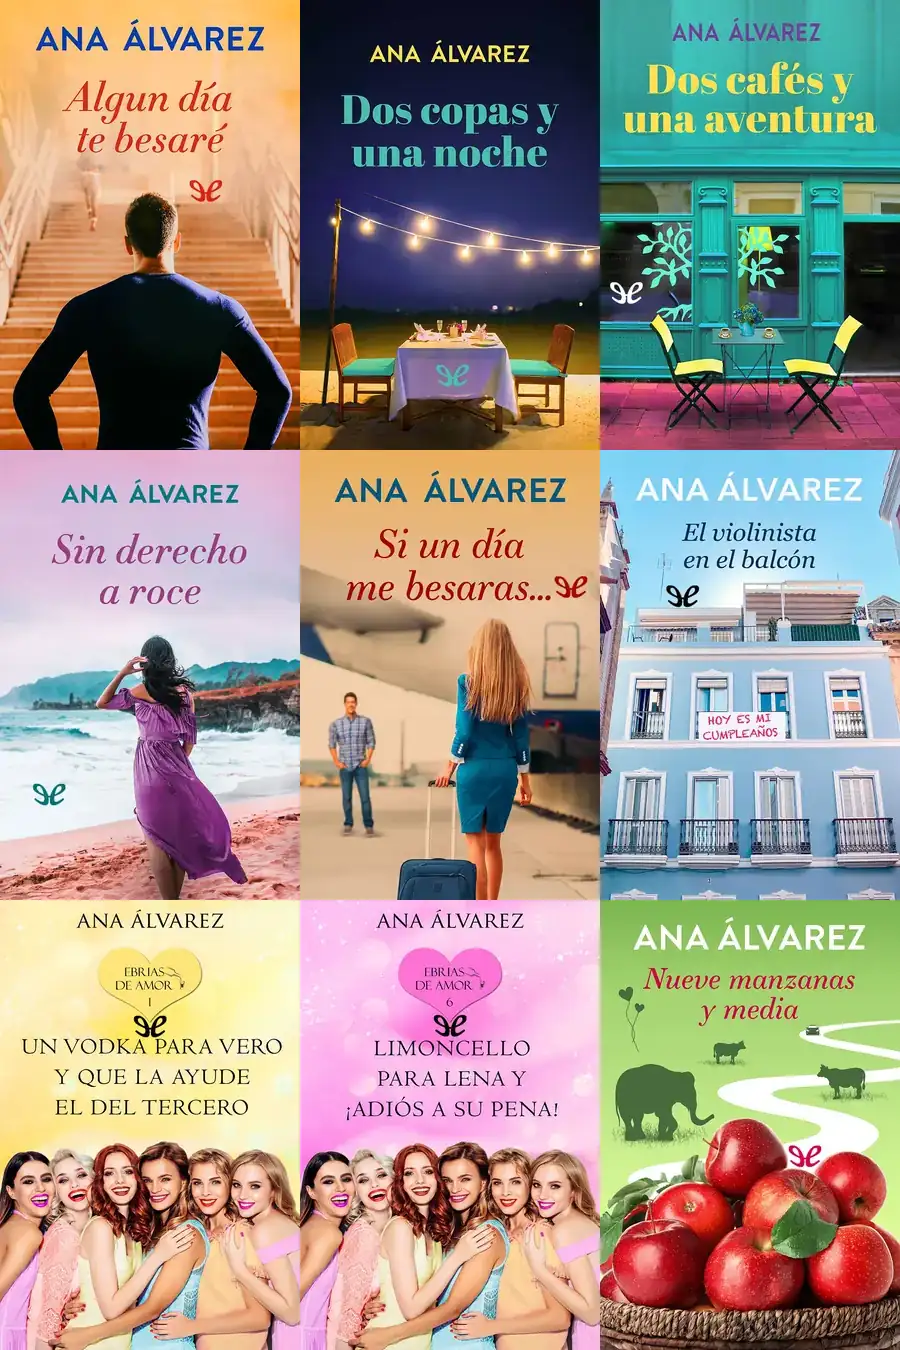 ANA ÁLVAREZ
Algun día
te besaré
ANA ÁLVAREZ
Dos copas y
una noche
ANA ÁLVAREZ
Dos cafés y
una aventura
ANA ÁLVAREZ
Sin derecho
a roce
ANA ÁLVAREZ
Si un día
me besaras...
ANA ÁLVAREZ
El violinista
en el balcón
HOY ES MI
CUMPLEAÑOS
ANA ÁLVAREZ
EBRIAS
DE AMOR
1
UN VODKA PARA VERO
Y QUE LA AYUDE
EL DEL TERCERO
ANA ÁLVAREZ
EBRIAS
DE AMOR
6
LIMONCELLO
PARA LENA Y
¡ADIÓS A SU PENA!
ANA ÁLVAREZ
Nueve manzanas
y media